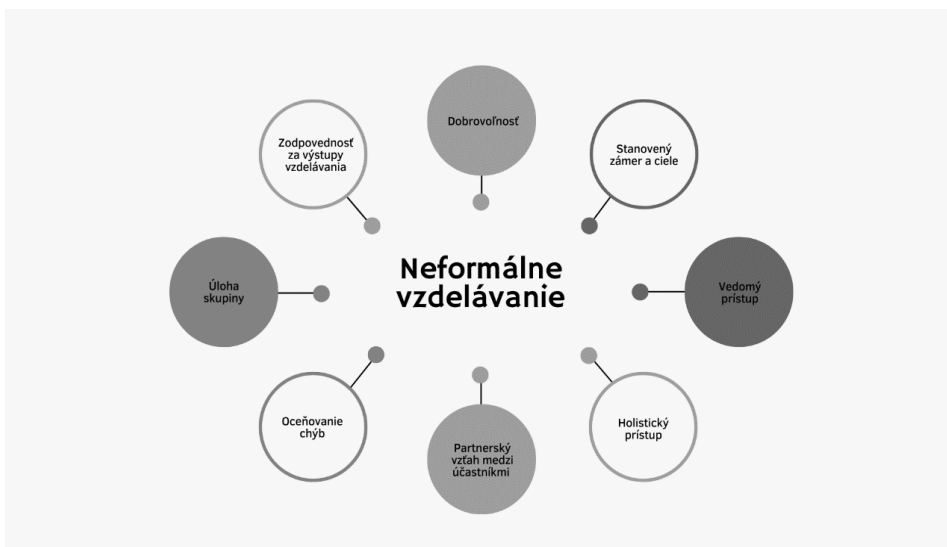 Dobrovoľnosť
Stanovený
zámer a ciele
Vedomý
prístup
Holistický
prístup
Partnerský
vzťah medzi
účastníkmi
Oceňovanie
chýb
Úloha
skupiny
Zodpovednosť
za výstupy
vzdelávania
Neformálne
vzdelávanie